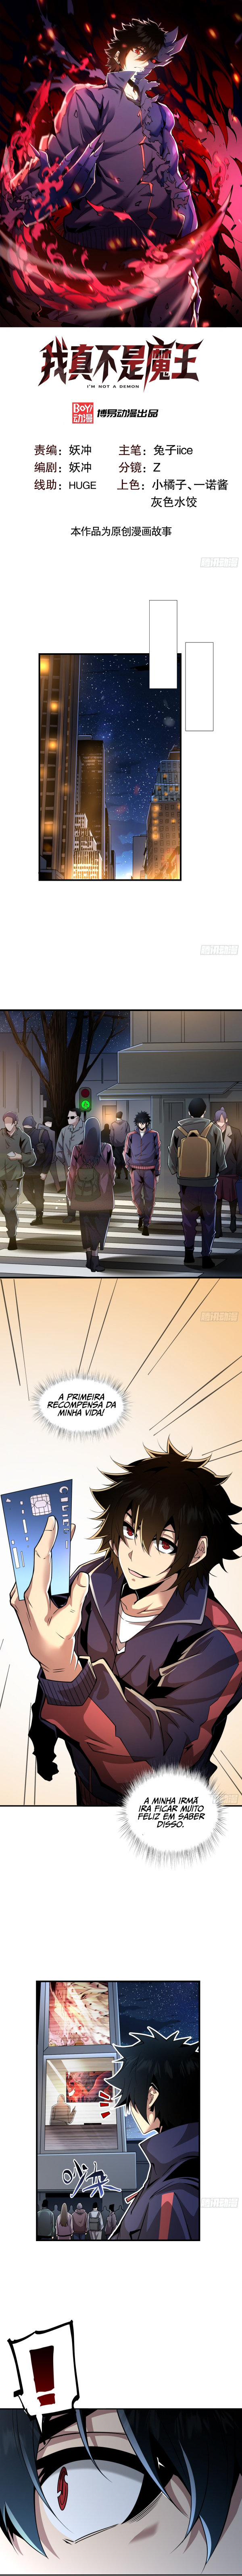 我真不是魔王
I'M NOT A DEMON
BOY!
动漫
博易动漫出品
责编：妖冲
主笔：兔子iice
编剧：妖冲
分镜：Z
线助：HUGE
上色：小橘子、一诺酱
灰色水饺
本作品为原创漫画故事
A PRIMEIRA
RECOMPENSA DA
MINHA VIDA!
A MINHA IRMÃ
IRA FICAR MUITO
FELIZ EM SABER
DISSO.
吵杂
!